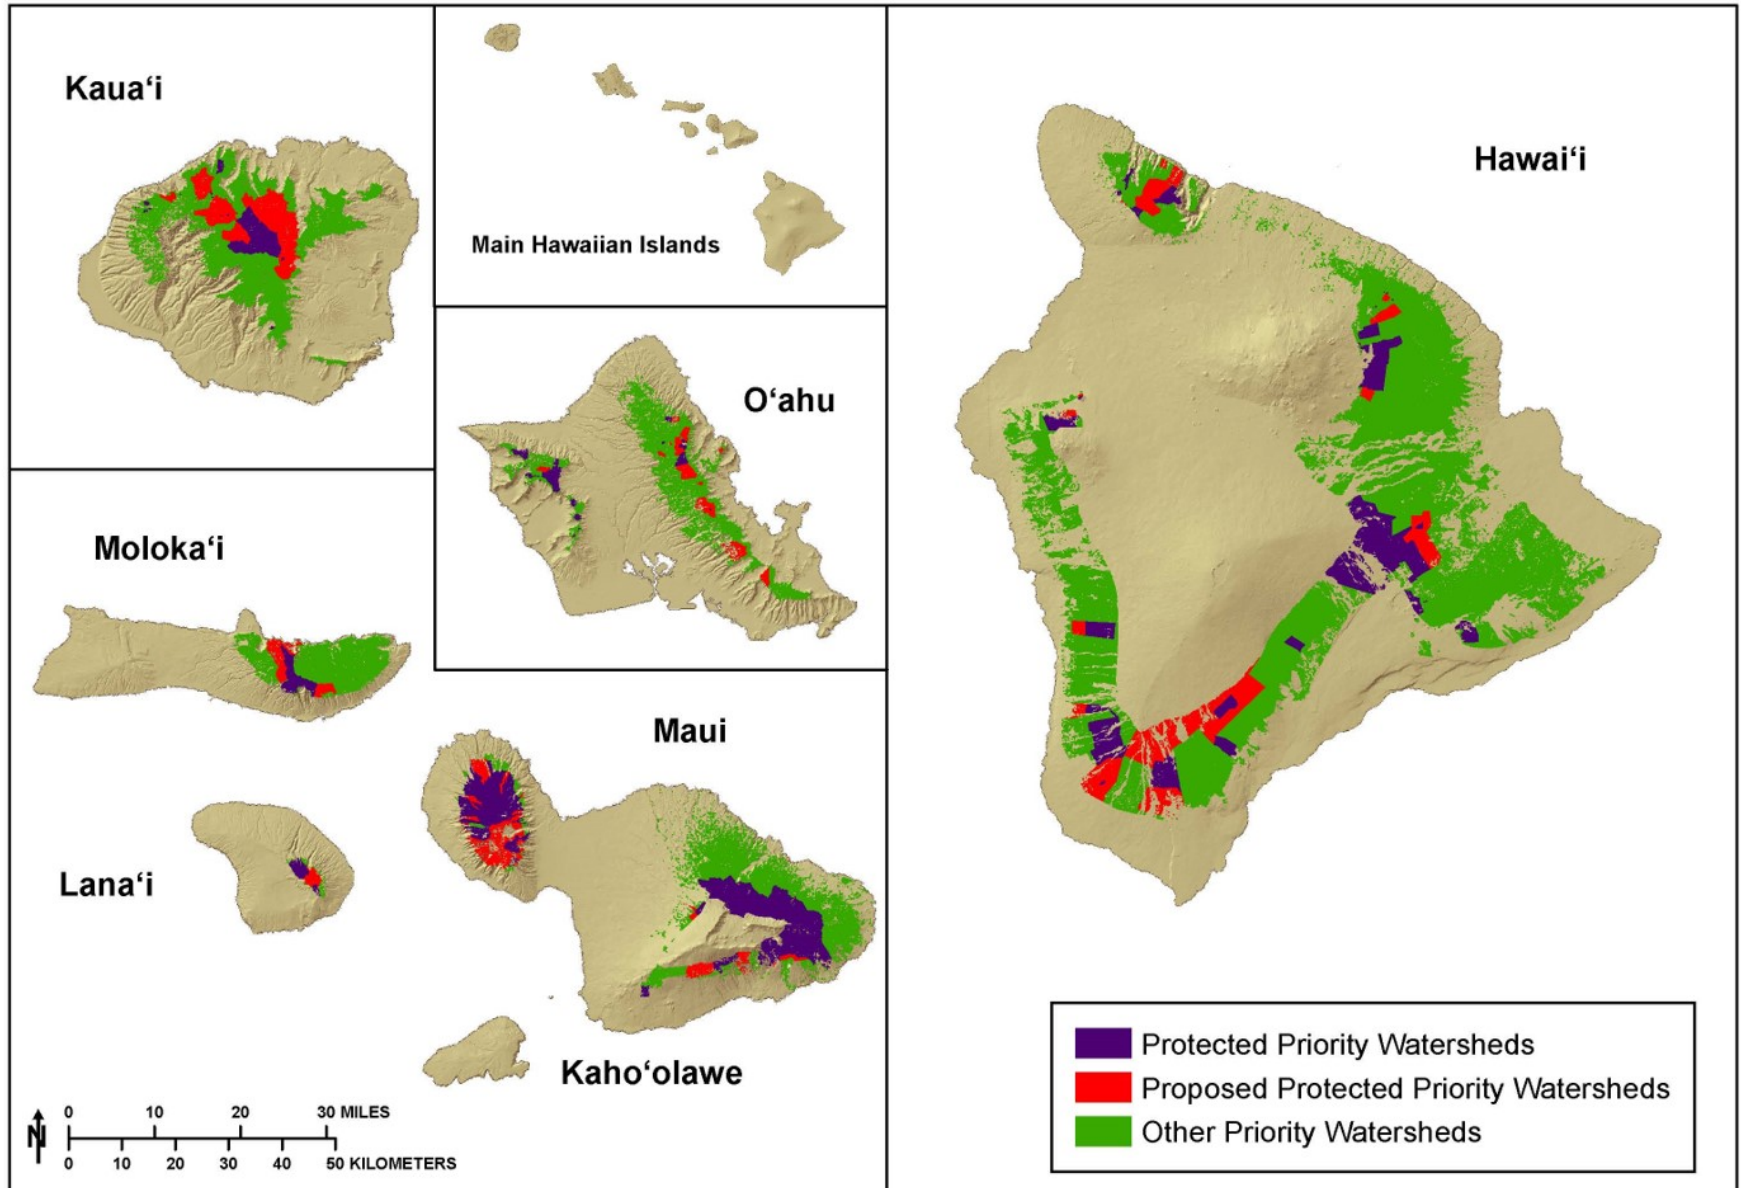 Kaua‘i
Main Hawaiian Islands
Hawai‘i
O‘ahu
Moloka‘i
Maui
Lana‘i
Kaho‘olawe
N
0 10 20 30 MILES
0 10 20 30 40 50 KILOMETERS
Protected Priority Watersheds
Proposed Protected Priority Watersheds
Other Priority Watersheds